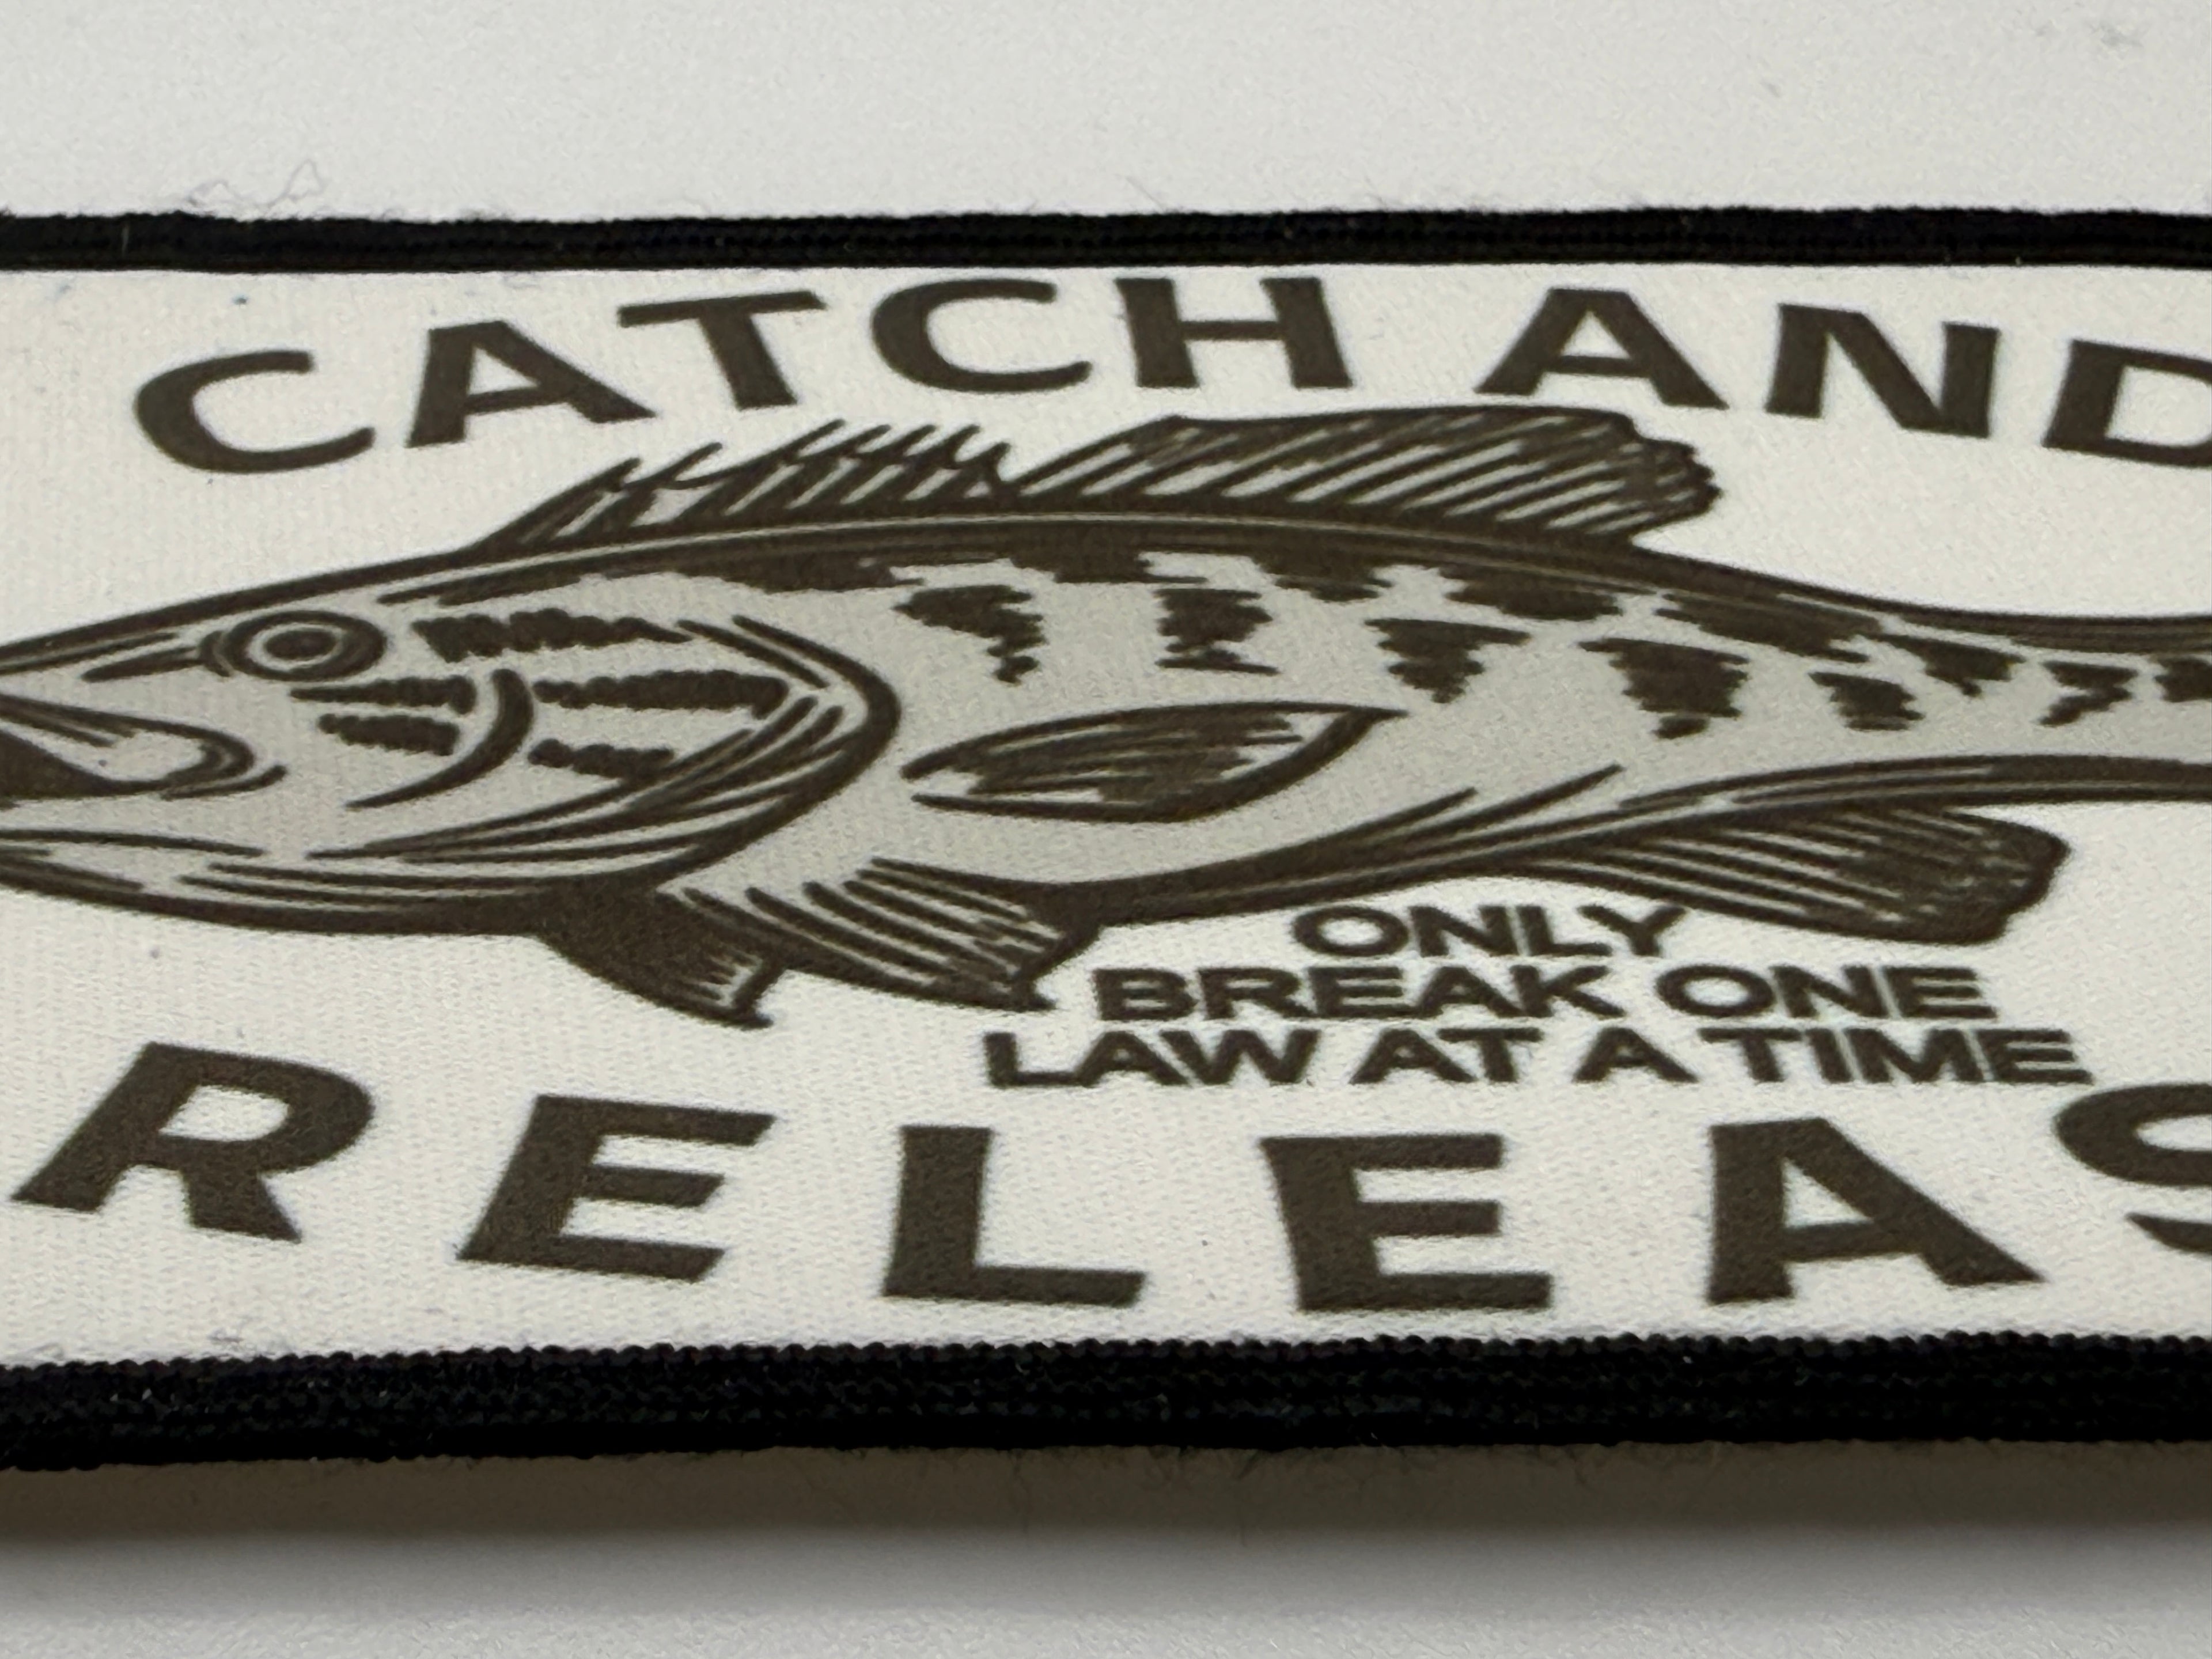 CATCH AND
ONLY
BREAK ONE
LAW AT A TIME
RELEAS